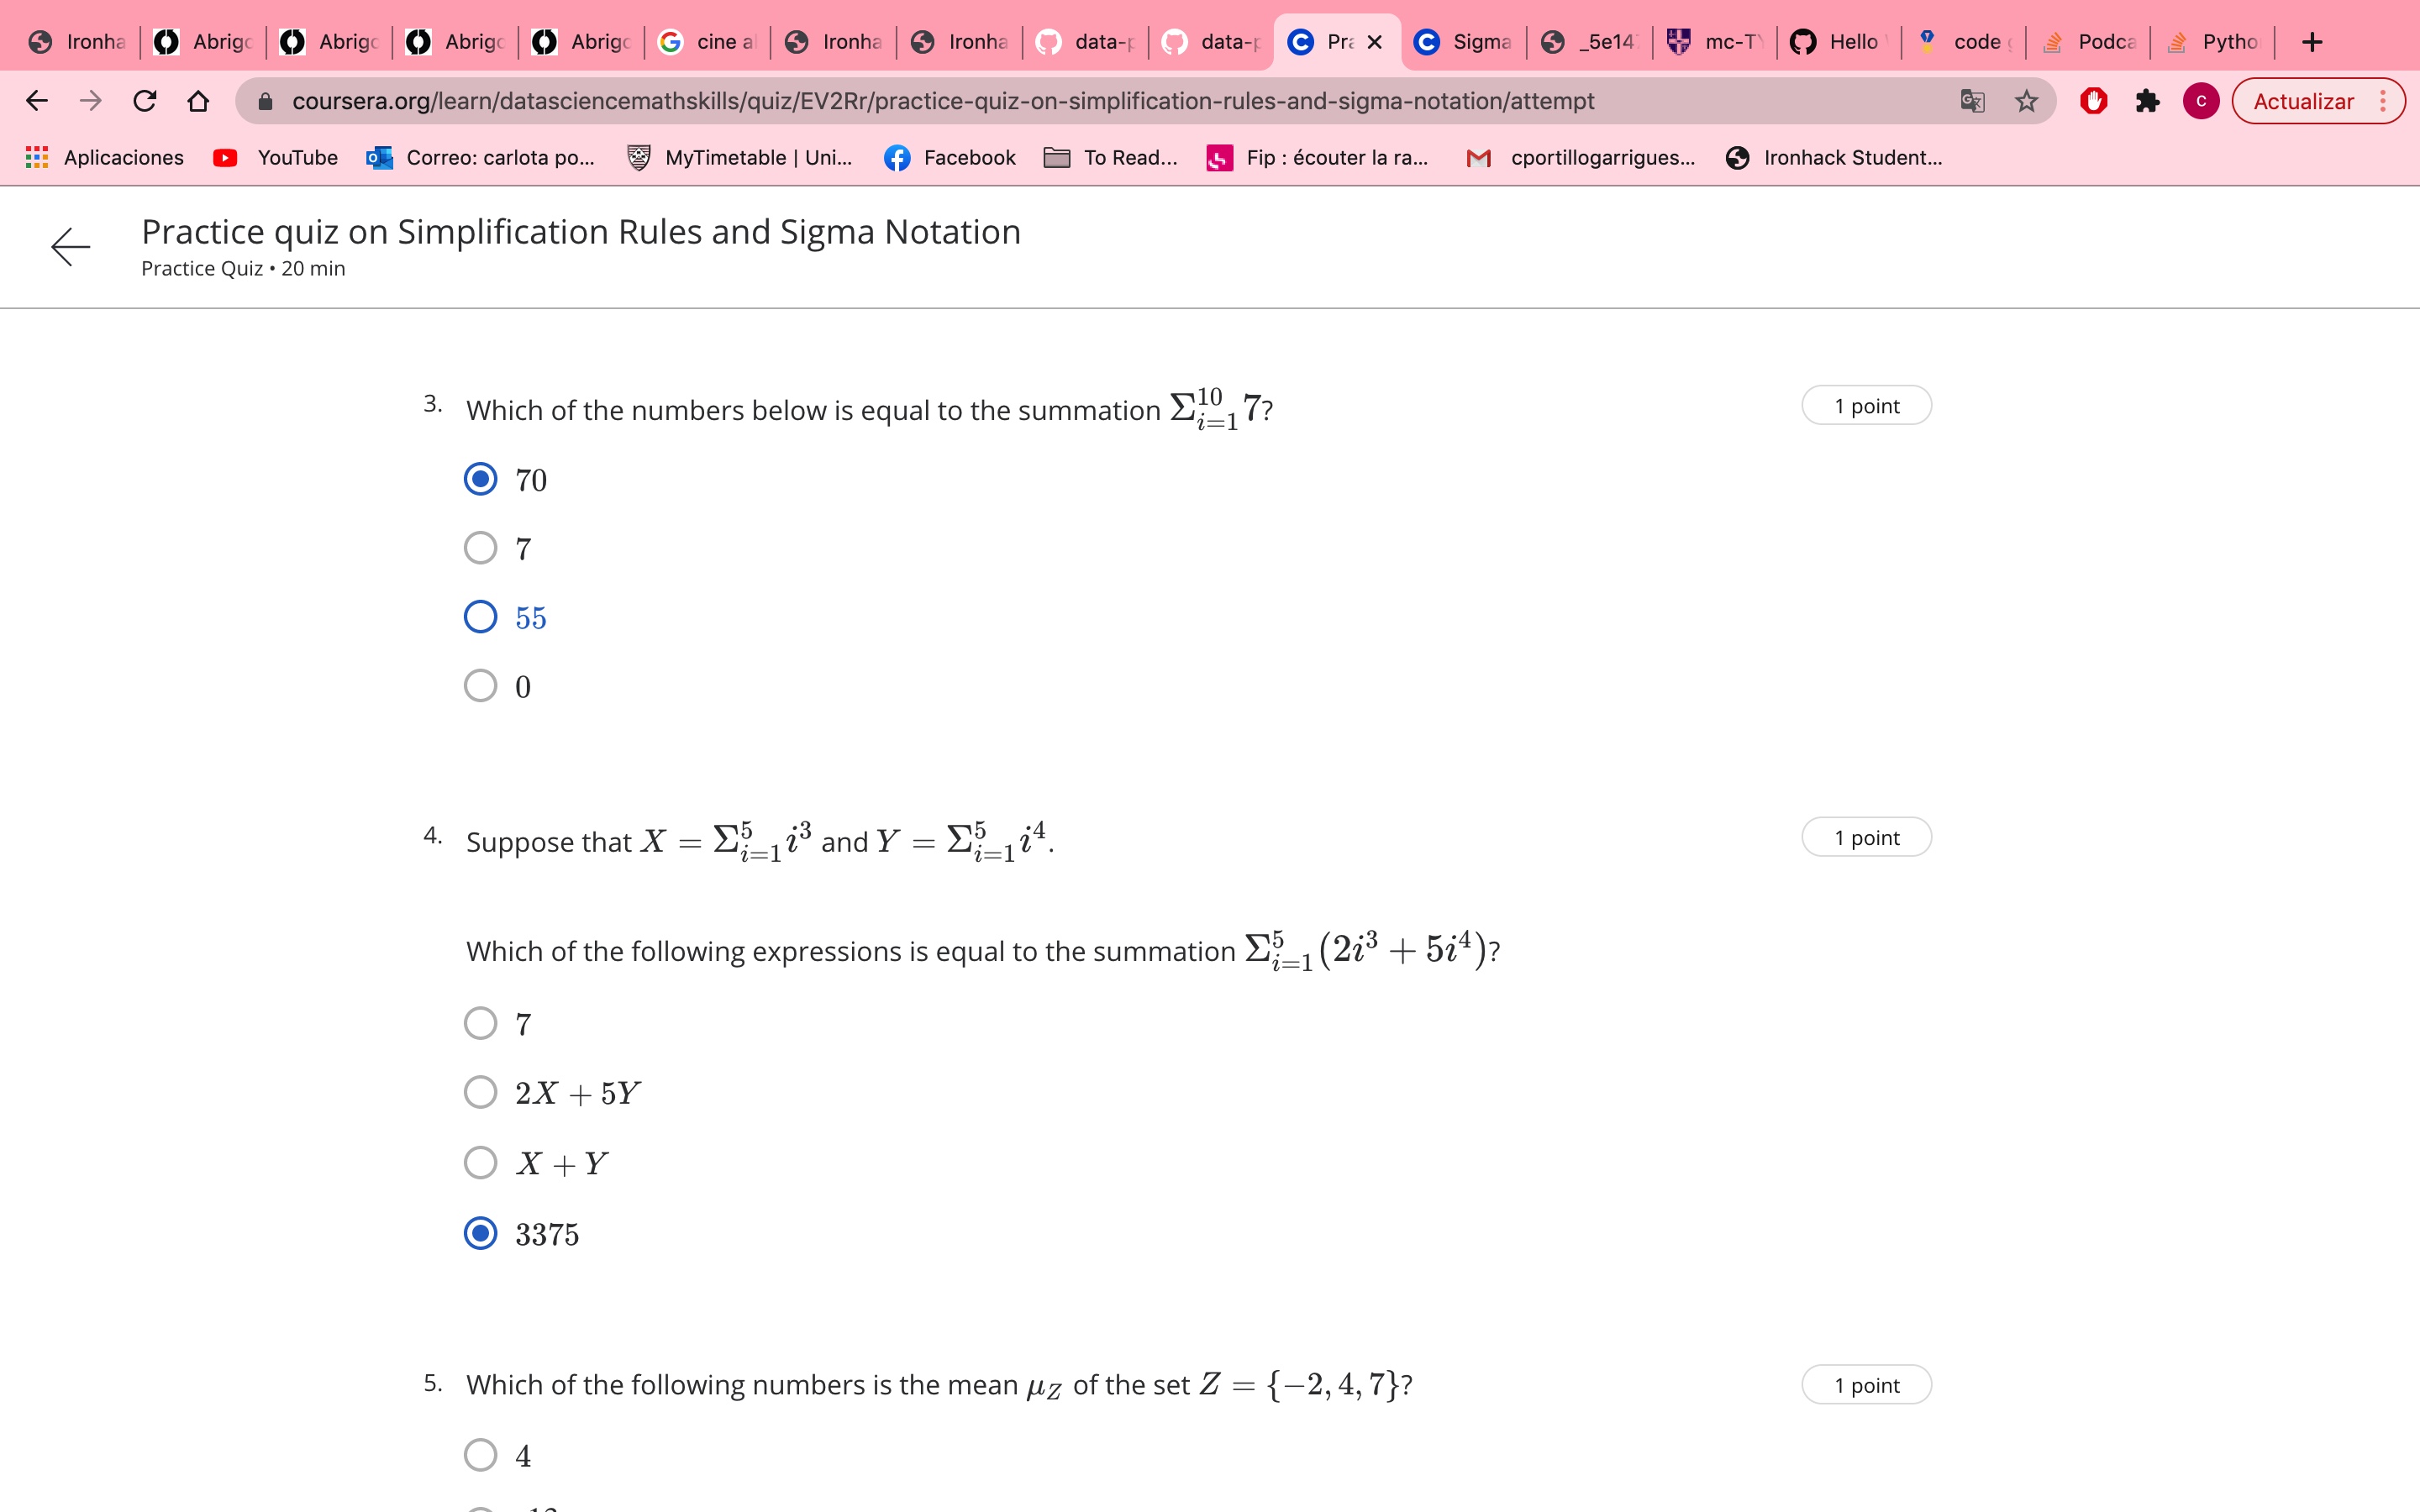 Ironha Abrigo Abrigo Abrigo Abrigo cine al Ironha Ironha data-p data-p Pra Sigma _5e14 mc-TY Hello code Podca Pytho
coursera.org/learn/datasciencemathskills/quiz/EV2Rr/practice-quiz-on-simplification-rules-and-sigma-notation/attempt C Actualizar
Aplicaciones YouTube Correo: carlota po... MyTimetable | Uni... Facebook To Read... Fip : écouter la ra... cportillogarrigues... Ironhack Student...
Practice quiz on Simplification Rules and Sigma Notation
Practice Quiz • 20 min
3. Which of the numbers below is equal to the summation Σ_{i=1}^{10} 7? 1 point
70
7
55
0
4. Suppose that X = Σ_{i=1}^{5} i^3 and Y = Σ_{i=1}^{5} i^4. 1 point
Which of the following expressions is equal to the summation Σ_{i=1}^{5} (2i^3 + 5i^4)?
7
2X + 5Y
X + Y
3375
5. Which of the following numbers is the mean μ_Z of the set Z = {−2, 4, 7}? 1 point
4